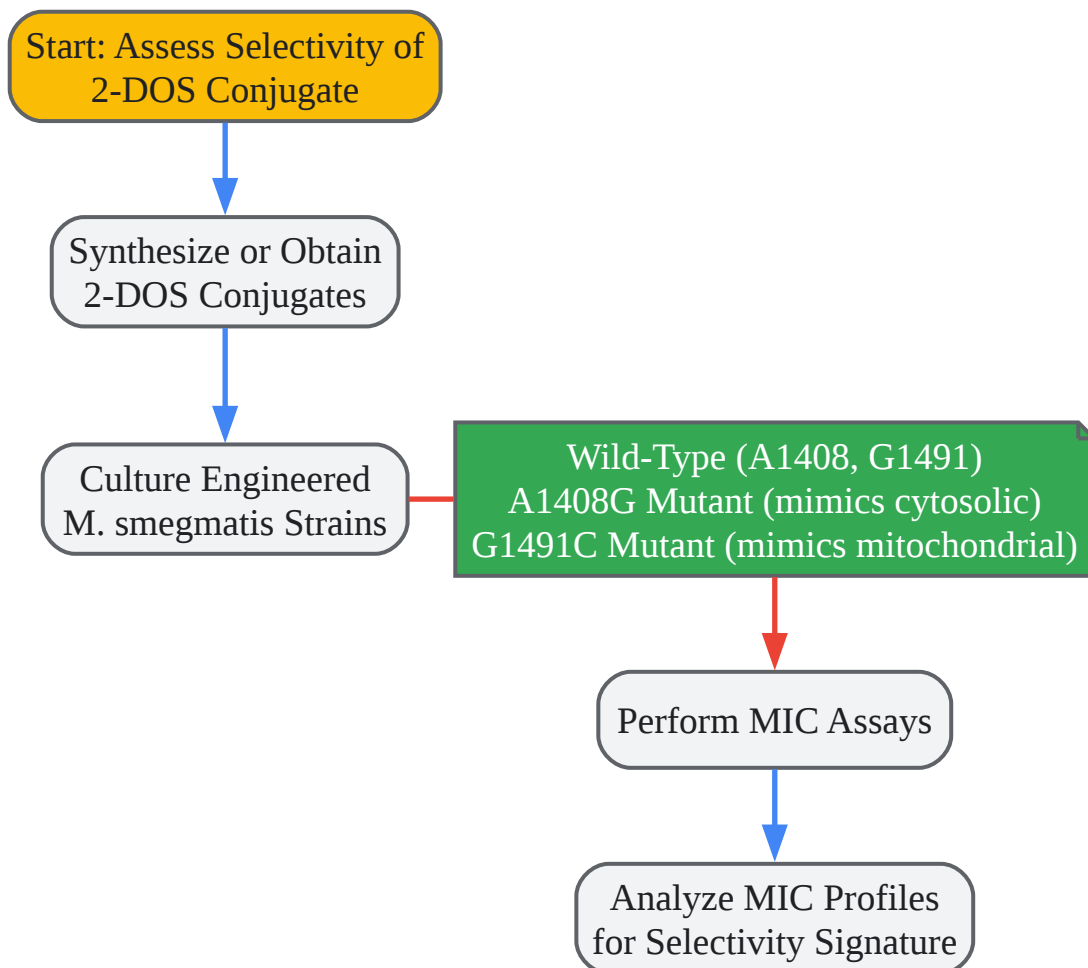 Start: Assess Selectivity of
2-DOS Conjugate
Synthesize or Obtain
2-DOS Conjugates
Culture Engineered
M. smegmatis Strains
Wild-Type (A1408, G1491)
A1408G Mutant (mimics cytosolic)
G1491C Mutant (mimics mitochondrial)
Perform MIC Assays
Analyze MIC Profiles
for Selectivity Signature